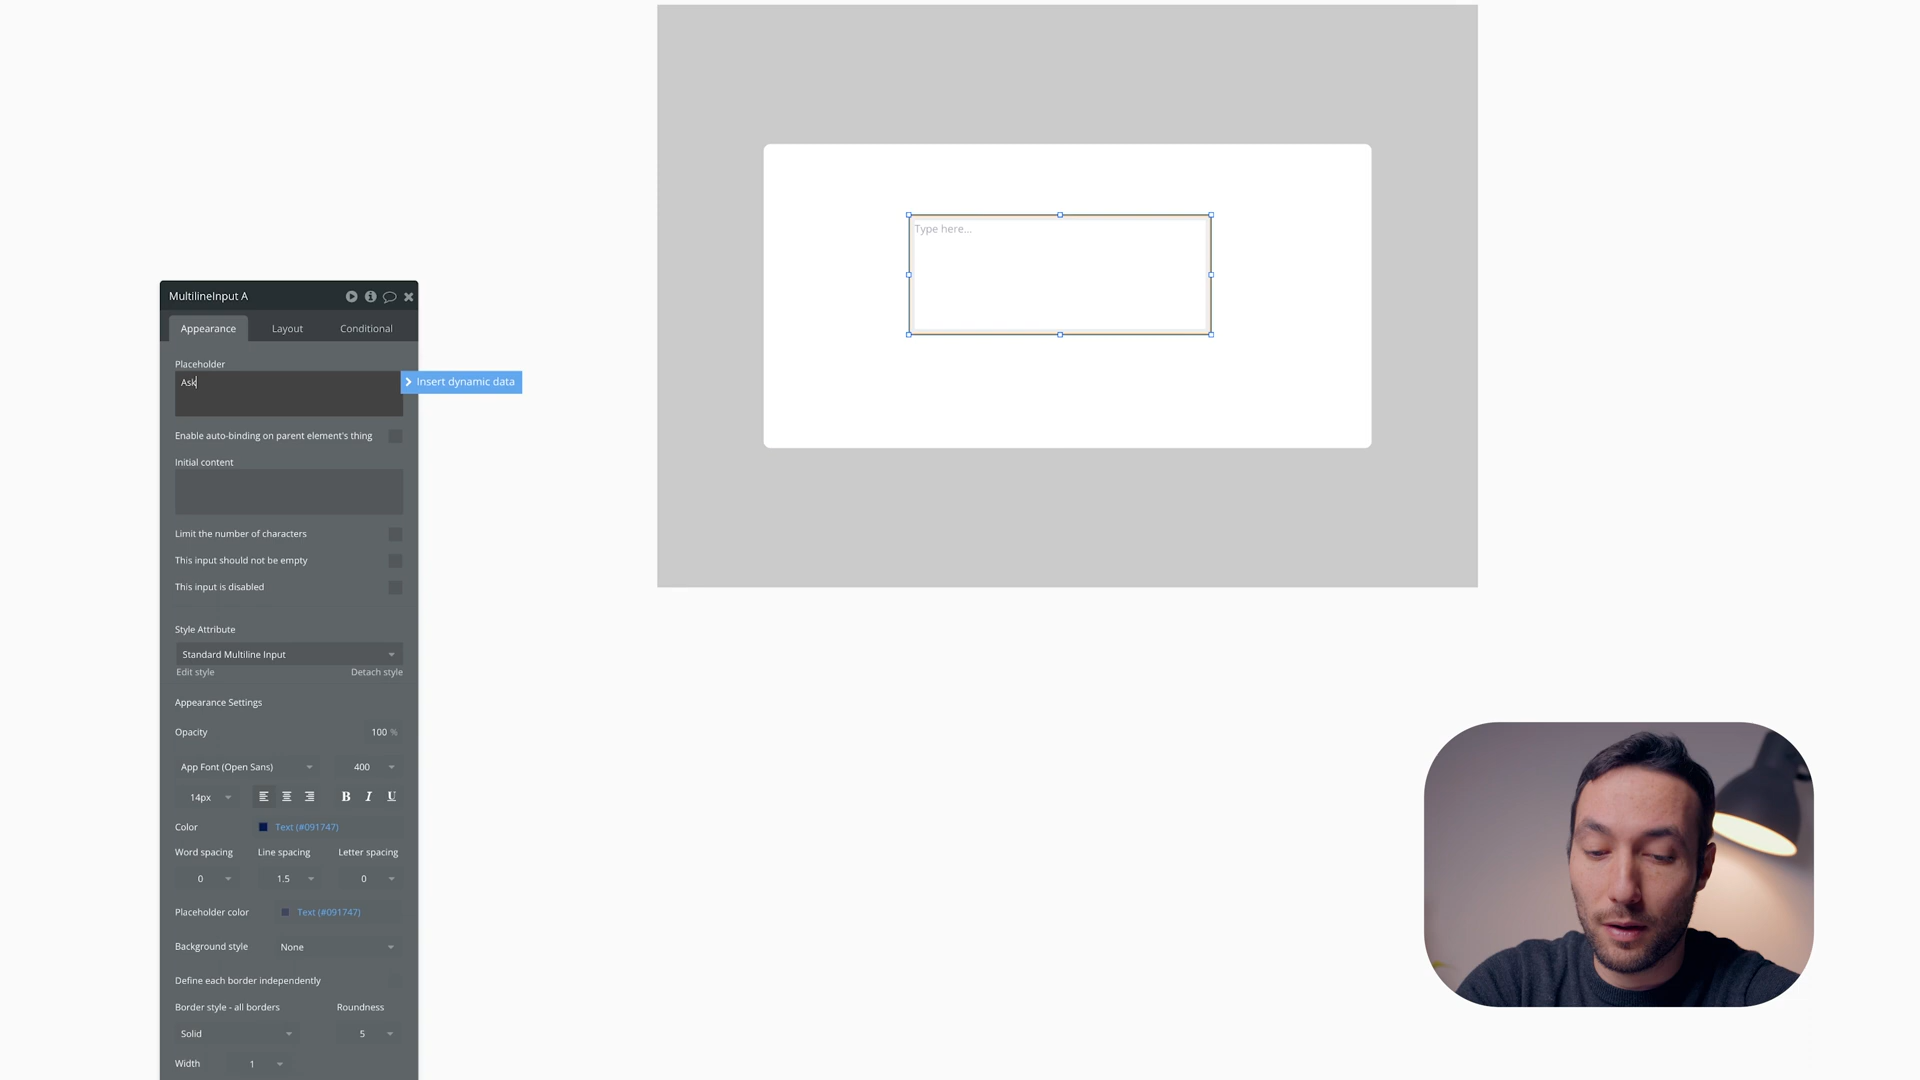 Type here...
MultilineInput A
Appearance Layout Conditional
Placeholder
Ask
Insert dynamic data
Enable auto-binding on parent element's thing
Initial content
Limit the number of characters
This input should not be empty
This input is disabled
Style Attribute
Standard Multiline Input
Edit style Detach style
Appearance Settings
Opacity 100 %
App Font (Open Sans) 400
14px B I U
Color Text (#091747)
Word spacing Line spacing Letter spacing
0 1.5 0
Placeholder color Text (#091747)
Background style None
Define each border independently
Border style - all borders Roundness
Solid 5
Width 1